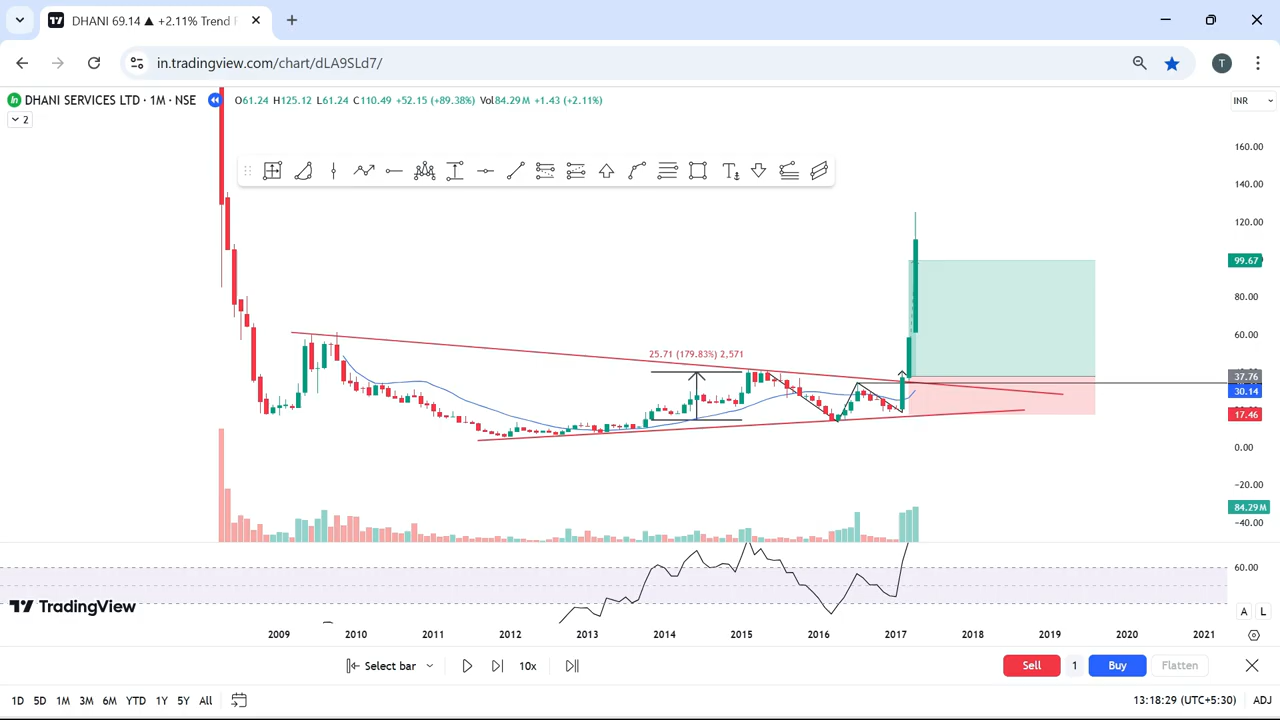 DHANI 69.14 ▲ +2.11% Trend
in.tradingview.com/chart/dLA9SLd7/
T
DHANI SERVICES LTD · 1M · NSE
O61.24 H125.12 L61.24 C110.49 +52.15 (+89.38%) Vol84.29M +1.43 (+2.11%)
INR
2
160.00
140.00
120.00
99.67
80.00
60.00
25.71 (179.83%) 2,571
37.76
30.14
17.46
0.00
−20.00
84.29M
−40.00
60.00
TradingView
A L
2009 2010 2011 2012 2013 2014 2015 2016 2017 2018 2019 2020 2021
Select bar 10x Sell 1 Buy Flatten
1D 5D 1M 3M 6M YTD 1Y 5Y All 13:18:29 (UTC+5:30) ADJ